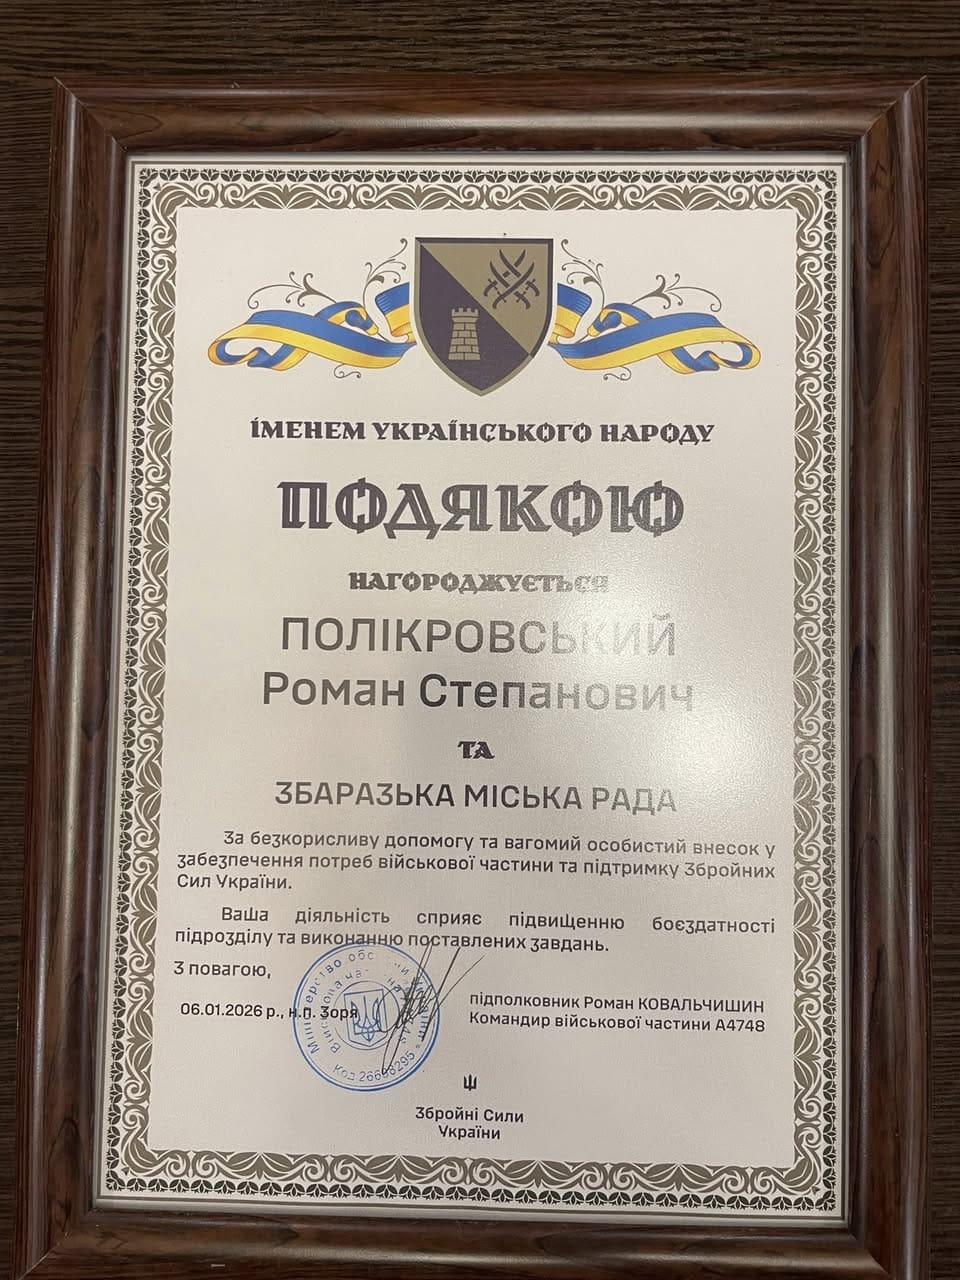 ІМЕНЕМ УКРАЇНСЬКОГО НАРОДУ
ПОДЯКОЮ
НАГОРОДЖУЄТЬСЯ
ПОЛІКРОВСЬКИЙ
Роман Степанович
ТА
ЗБАРАЗЬКА МІСЬКА РАДА
За безкорисливу допомогу та вагомий особистий внесок у
забезпечення потреб військової частини та підтримку Збройних
Сил України.
Ваша діяльність сприяє підвищенню боєздатності
підрозділу та виконанню поставлених завдань.
З повагою,
06.01.2026 р., н.п. Зоря
підполковник Роман КОВАЛЬЧИШИН
Командир військової частини А4748
Міністерство
Код
Збройні Сили
України